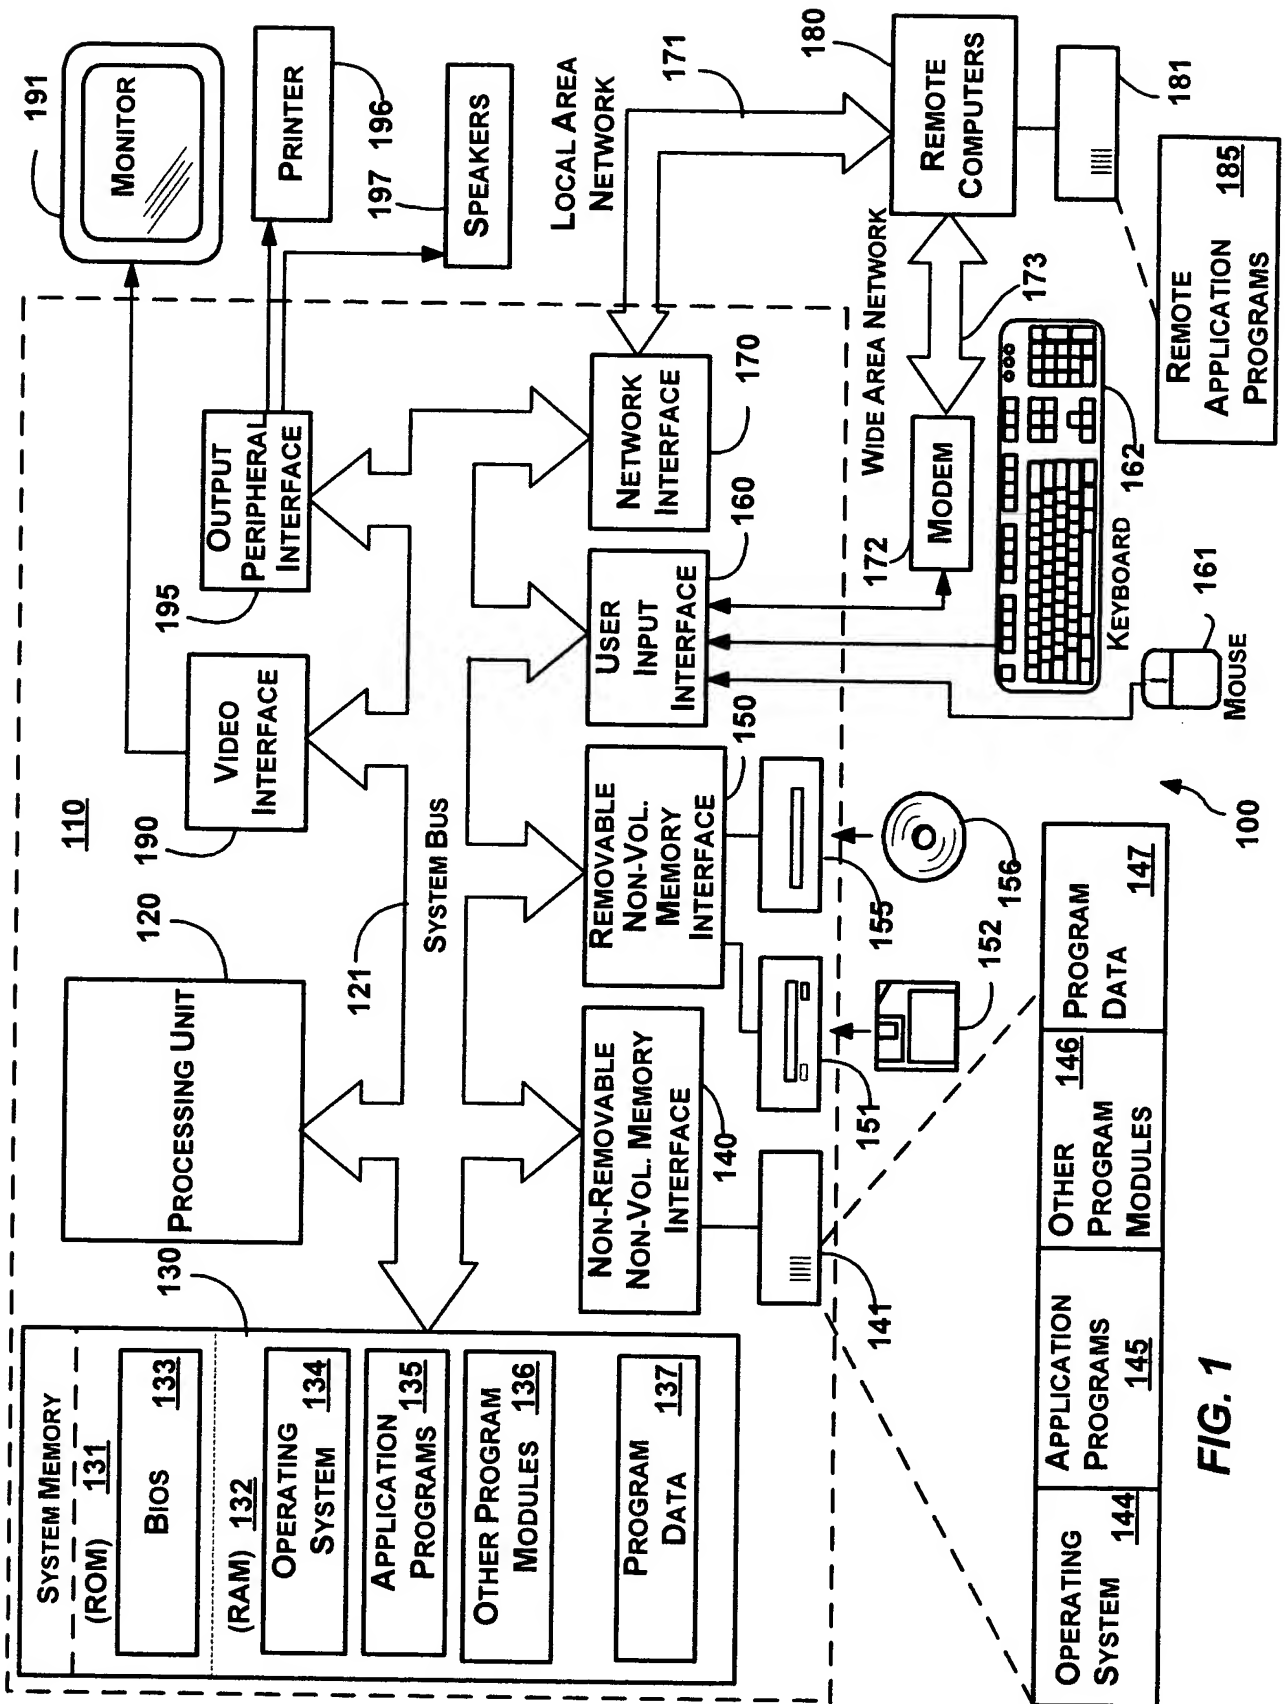 SYSTEM MEMORY
(ROM) 131
BIOS 133
(RAM) 132
OPERATING
SYSTEM 134
APPLICATION
PROGRAMS 135
OTHER PROGRAM
MODULES 136
PROGRAM
DATA 137
130
PROCESSING UNIT
120
110
121
SYSTEM BUS
VIDEO
INTERFACE
190
OUTPUT
PERIPHERAL
INTERFACE
195
MONITOR
191
PRINTER
196
SPEAKERS
197
NON-REMOVABLE
NON-VOL. MEMORY
INTERFACE
140
REMOVABLE
NON-VOL.
MEMORY
INTERFACE
150
USER
INPUT
INTERFACE
160
NETWORK
INTERFACE
170
LOCAL AREA
NETWORK
171
141
151
152
155
156
WIDE AREA NETWORK
173
MODEM
172
REMOTE
COMPUTERS
180
181
KEYBOARD
162
MOUSE
161
REMOTE
APPLICATION
PROGRAMS
185
OPERATING
SYSTEM 144
APPLICATION
PROGRAMS
145
OTHER
PROGRAM
MODULES
146
PROGRAM
DATA
147
100
FIG. 1